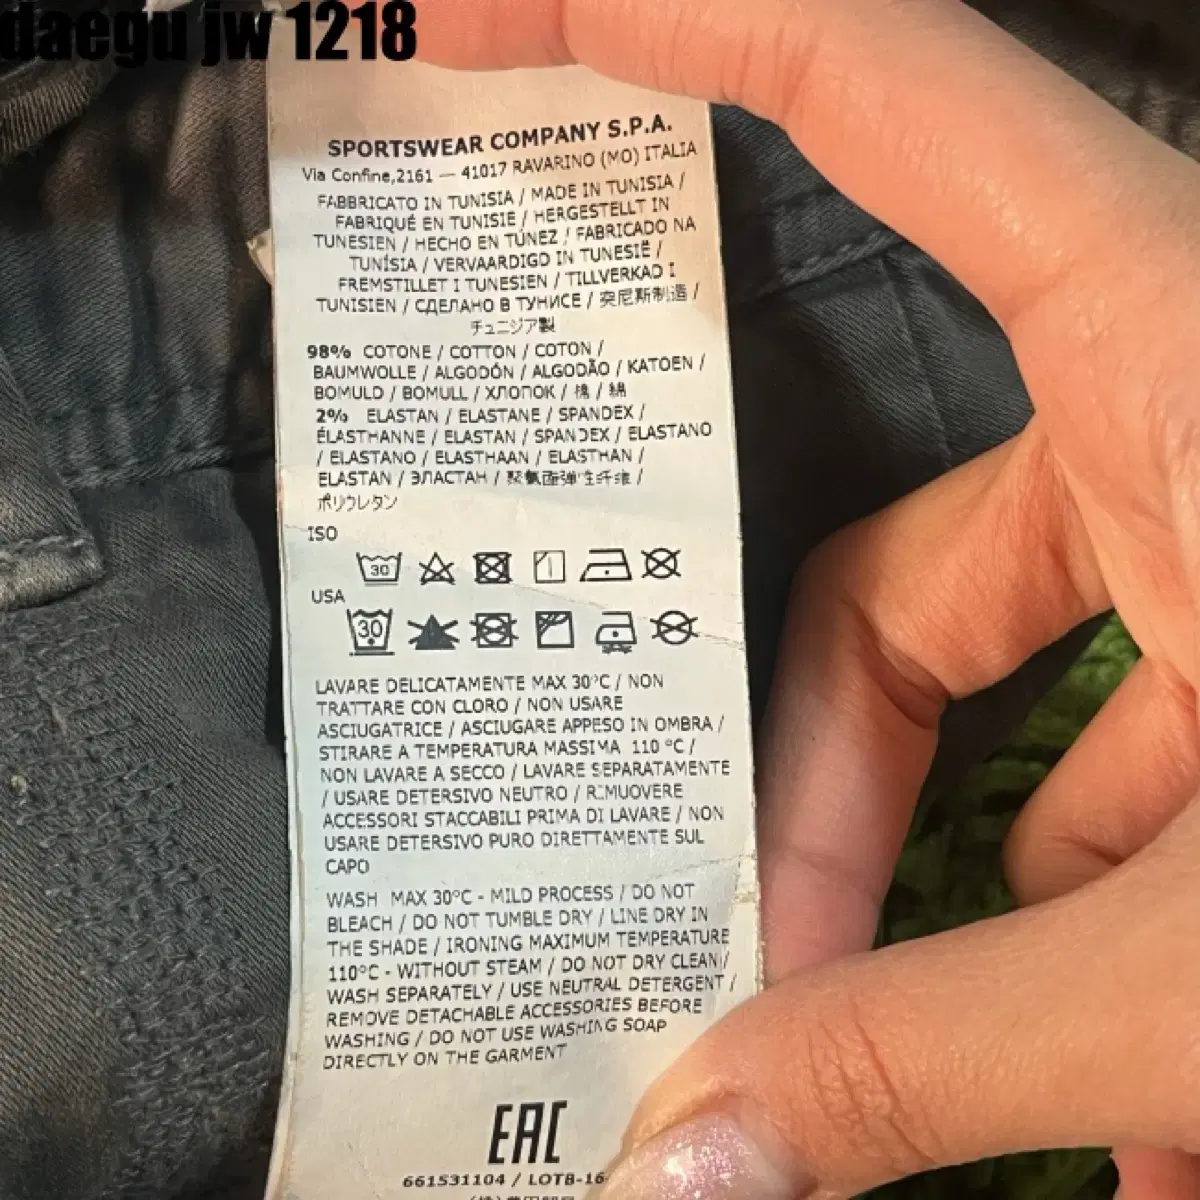 daegu jw 1218
SPORTSWEAR COMPANY S.P.A.
Via Confine,2161 — 41017 RAVARINO (MO) ITALIA
FABBRICATO IN TUNISIA / MADE IN TUNISIA /
FABRIQUÉ EN TUNISIE / HERGESTELLT IN
TUNESIEN / HECHO EN TÚNEZ / FABRICADO NA
TUNÍSIA / VERVAARDIGD IN TUNESIË /
FREMSTILLET I TUNESIEN / TILLVERKAD I
TUNISIEN / СДЕЛАНО В ТУНИСЕ / 突尼斯制造 /
チュニジア製
98% COTONE / COTTON / COTON /
BAUMWOLLE / ALGODÓN / ALGODÃO / KATOEN /
BOMULD / BOMULL / ХЛОПОК / 棉 / 綿
2% ELASTAN / ELASTANE / SPANDEX /
ÉLASTHANNE / ELASTAN / SPANDEX / ELASTANO
/ ELASTANO / ELASTHAAN / ELASTHAN /
ELASTAN / ЭЛАСТАН / 聚氨酯弹性纤维 /
ポリウレタン
ISO
30
USA
30
LAVARE DELICATAMENTE MAX 30°C / NON
TRATTARE CON CLORO / NON USARE
ASCIUGATRICE / ASCIUGARE APPESO IN OMBRA /
STIRARE A TEMPERATURA MASSIMA 110 °C /
NON LAVARE A SECCO / LAVARE SEPARATAMENTE
/ USARE DETERSIVO NEUTRO / RIMUOVERE
ACCESSORI STACCABILI PRIMA DI LAVARE / NON
USARE DETERSIVO PURO DIRETTAMENTE SUL
CAPO
WASH MAX 30°C - MILD PROCESS / DO NOT
BLEACH / DO NOT TUMBLE DRY / LINE DRY IN
THE SHADE / IRONING MAXIMUM TEMPERATURE
110°C - WITHOUT STEAM / DO NOT DRY CLEAN /
WASH SEPARATELY / USE NEUTRAL DETERGENT /
REMOVE DETACHABLE ACCESSORIES BEFORE
WASHING / DO NOT USE WASHING SOAP
DIRECTLY ON THE GARMENT
EAC
661531104 / LOTB-16